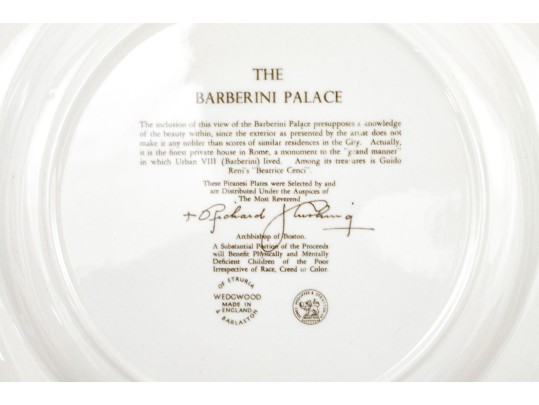 THE
BARBERINI PALACE
The inclusion of this view of the Barberini Palace presupposes a knowledge
of the beauty within, since the exterior as presented by the artist does not
make it any nobler than scores of similar residences in the City. Actually,
it is the finest private house in Rome, a monument to the "grand manner"
in which Urban VIII (Barberini) lived. Among its treasures is Guido
Reni's "Beatrice Cenci".
These Piranesi Plates were Selected by and
are Distributed Under the Auspices of
The Most Reverend
+ Richard J Cushing
Archbishop of Boston.
A Substantial Portion of the Proceeds
will Benefit Physically and Mentally
Deficient Children of the Poor
Irrespective of Race, Creed or Color.
OF ETRURIA
WEDGWOOD
MADE IN
ENGLAND
& BARLASTON